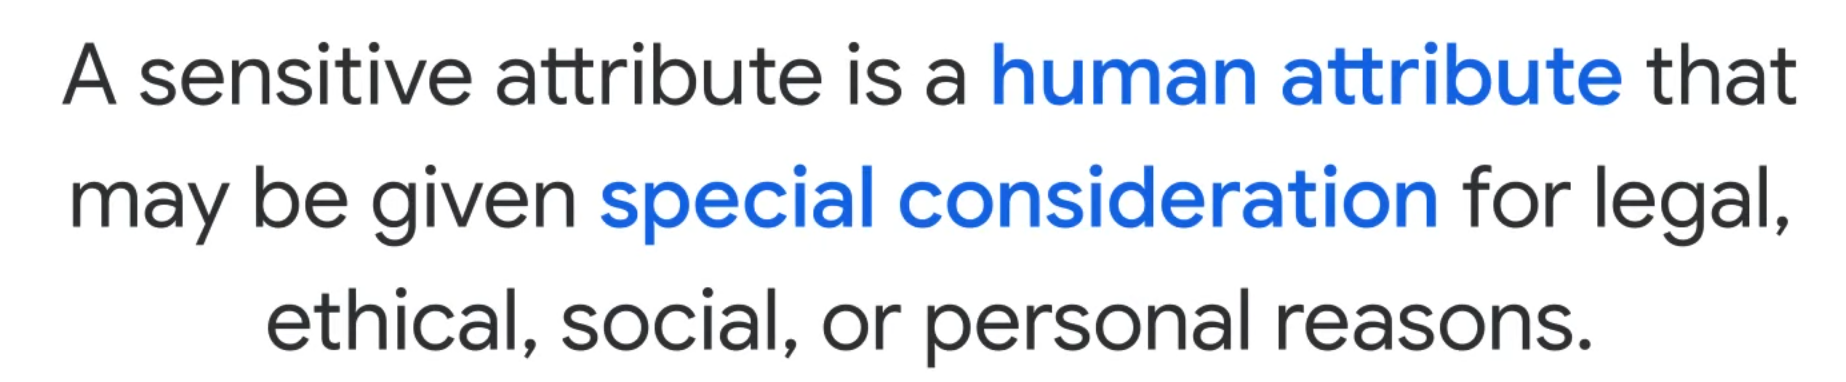 A sensitive attribute is a human attribute that
may be given special consideration for legal,
ethical, social, or personal reasons.